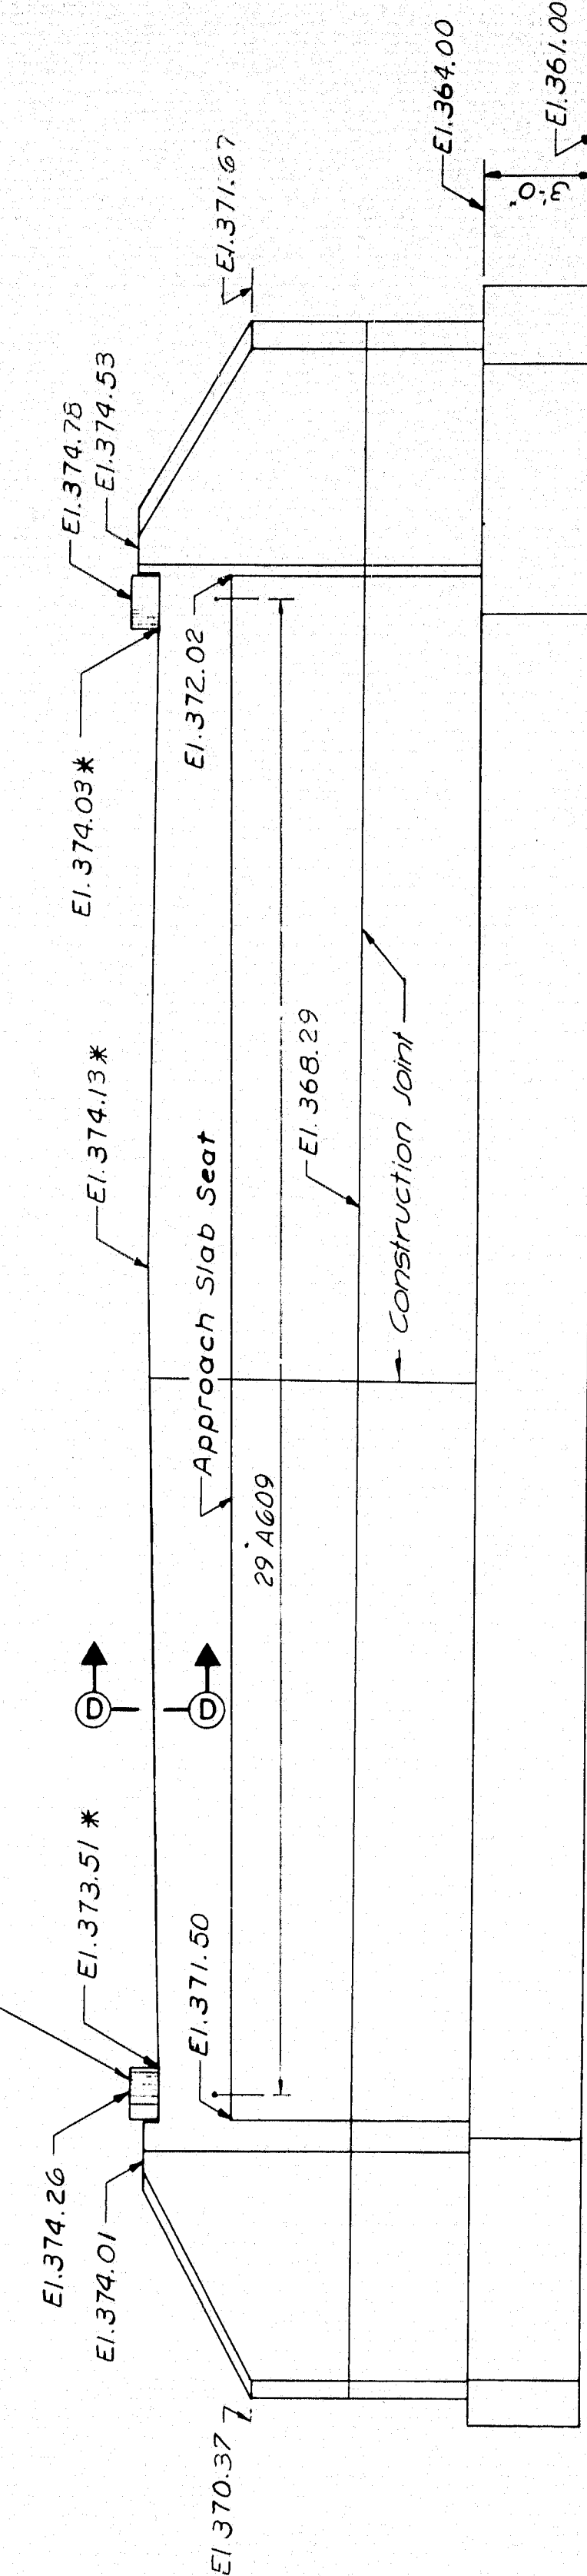 El.374.26
El.374.01
El.370.37
El.373.51 *
El.371.50
D
D
29 A609
Approach Slab Seat
El.374.13*
El.368.29
Construction Joint
El.374.03*
El.372.02
El.374.78
El.374.53
El.371.67
El.364.00
3'-0"
El.361.00